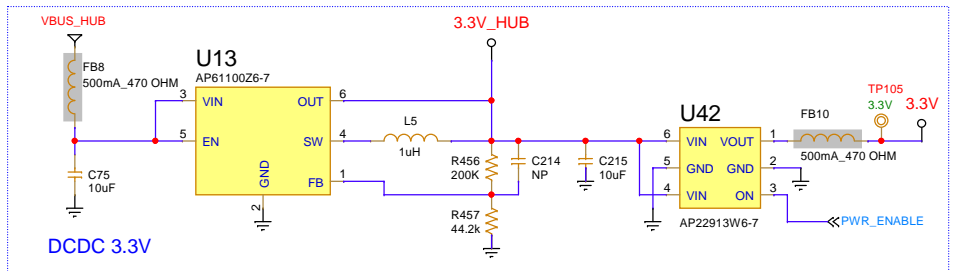 VBUS_HUB
3.3V_HUB
FB8
500mA_470 OHM
U13
AP61100Z6-7
3 VIN
OUT 6
5 EN
SW 4
GND
FB 1
2
L5
1uH
C75
10uF
R456
200K
C214
NP
C215
10uF
R457
44.2k
U42
6 VIN
VOUT 1
5 GND
GND 2
4 VIN
ON 3
AP22913W6-7
FB10
500mA_470 OHM
TP105
3.3V
3.3V
PWR_ENABLE
DCDC 3.3V